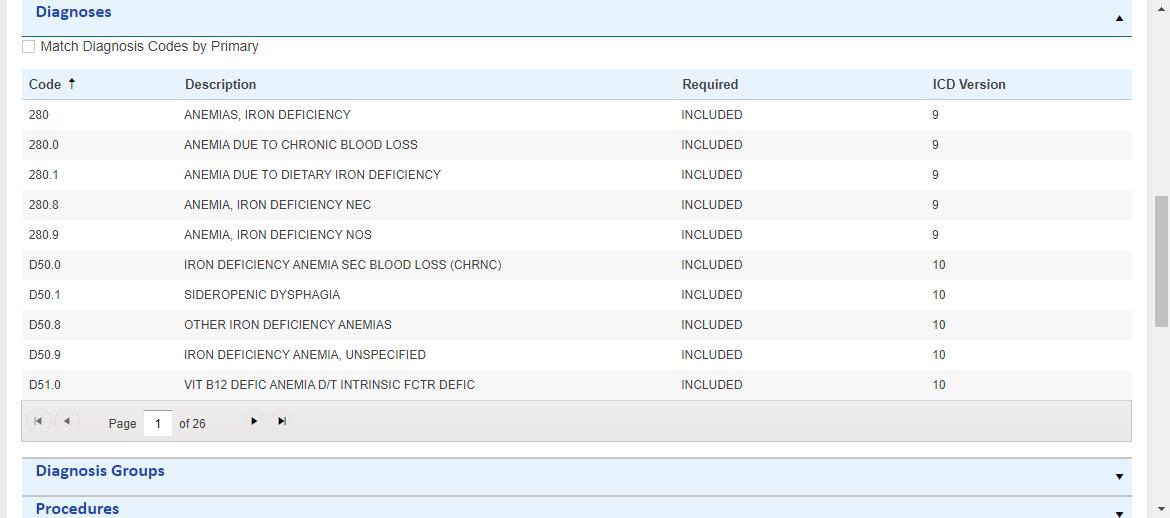 Diagnoses
Match Diagnosis Codes by Primary
Code Description Required ICD Version
280 ANEMIAS, IRON DEFICIENCY INCLUDED 9
280.0 ANEMIA DUE TO CHRONIC BLOOD LOSS INCLUDED 9
280.1 ANEMIA DUE TO DIETARY IRON DEFICIENCY INCLUDED 9
280.8 ANEMIA, IRON DEFICIENCY NEC INCLUDED 9
280.9 ANEMIA, IRON DEFICIENCY NOS INCLUDED 9
D50.0 IRON DEFICIENCY ANEMIA SEC BLOOD LOSS (CHRNC) INCLUDED 10
D50.1 SIDEROPENIC DYSPHAGIA INCLUDED 10
D50.8 OTHER IRON DEFICIENCY ANEMIAS INCLUDED 10
D50.9 IRON DEFICIENCY ANEMIA, UNSPECIFIED INCLUDED 10
D51.0 VIT B12 DEFIC ANEMIA D/T INTRINSIC FCTR DEFIC INCLUDED 10
Page 1 of 26
Diagnosis Groups
Procedures